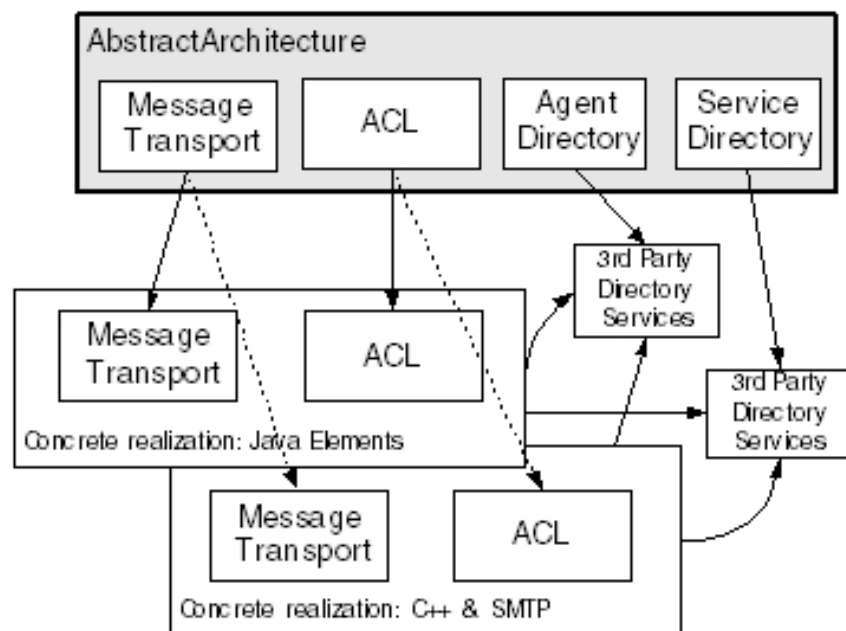 AbstractArchitecture
Message
Transport
ACL
Agent
Directory
Service
Directory
3rd Party
Directory
Services
Message
Transport
ACL
3rd Party
Directory
Services
Concrete realization: Java Elements
Message
Transport
ACL
Concrete realization: C++ & SMTP